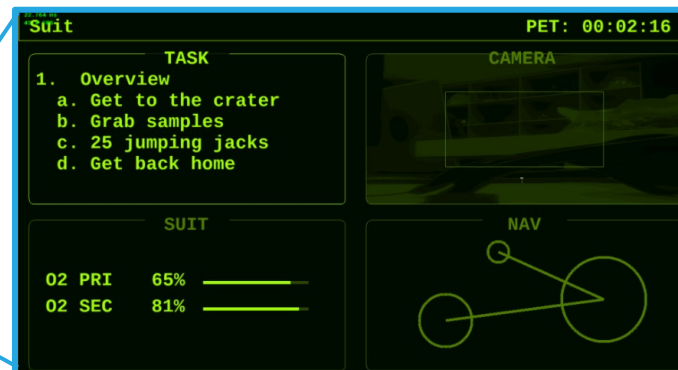 Suit
PET: 00:02:16
TASK
1. Overview
a. Get to the crater
b. Grab samples
c. 25 jumping jacks
d. Get back home
CAMERA
SUIT
O2 PRI 65%
O2 SEC 81%
NAV